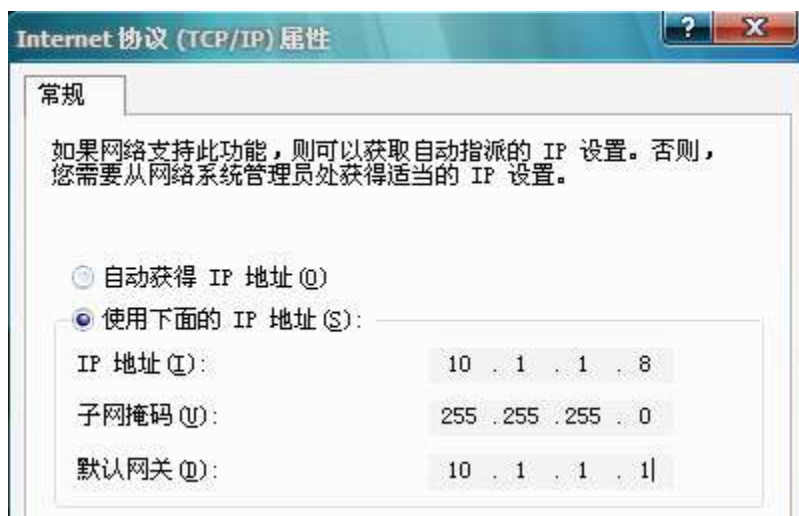 Internet 协议 (TCP/IP) 属性
?
X
常规
如果网络支持此功能，则可以获取自动指派的 IP 设置。否则，
您需要从网络系统管理员处获得适当的 IP 设置。
自动获得 IP 地址(O)
使用下面的 IP 地址(S):
IP 地址(I): 10 . 1 . 1 . 8
子网掩码(U): 255 .255 .255 . 0
默认网关(D): 10 . 1 . 1 . 1